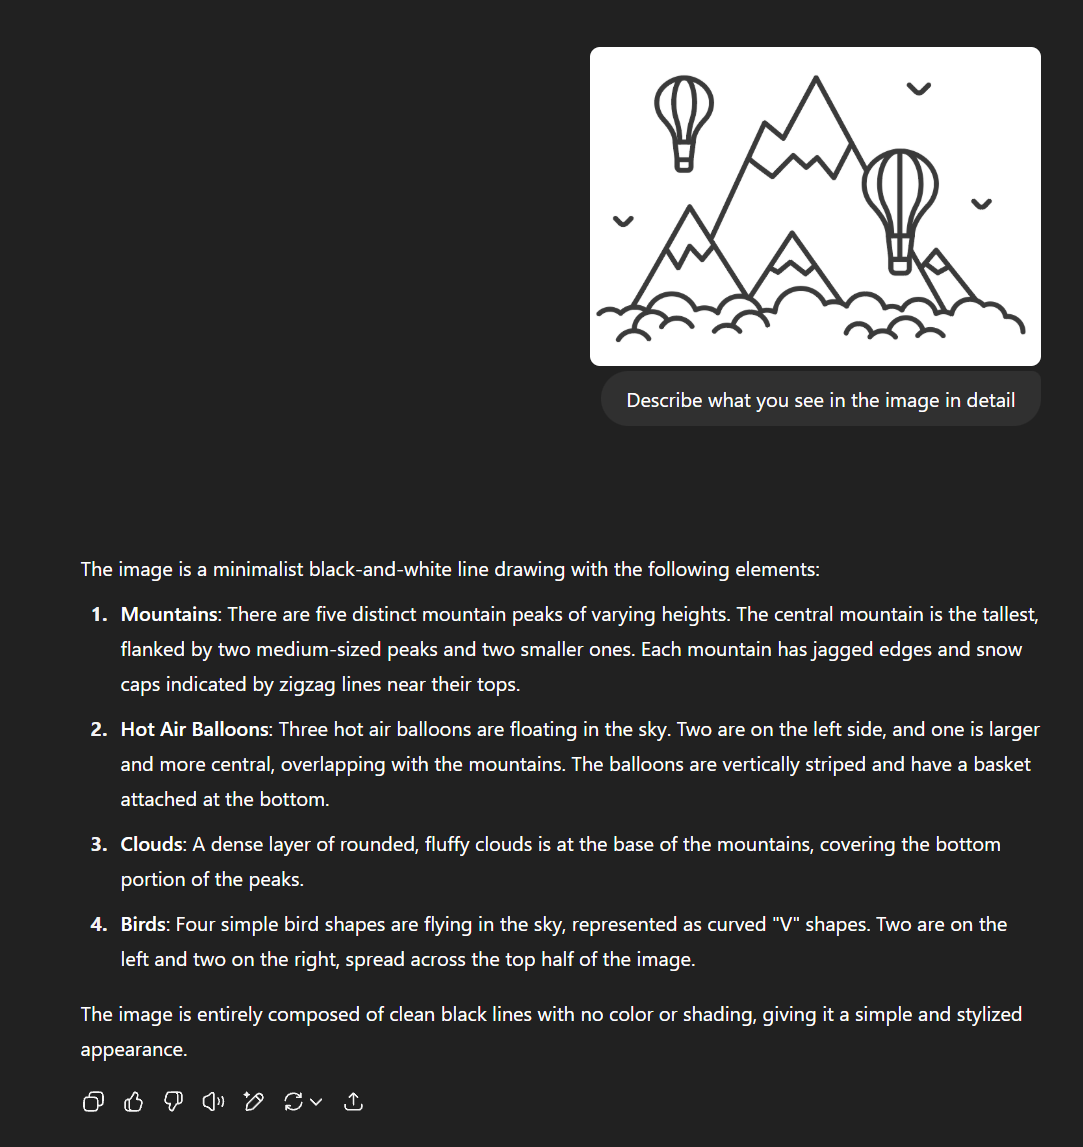 Describe what you see in the image in detail
The image is a minimalist black-and-white line drawing with the following elements:
1. Mountains: There are five distinct mountain peaks of varying heights. The central mountain is the tallest,
flanked by two medium-sized peaks and two smaller ones. Each mountain has jagged edges and snow
caps indicated by zigzag lines near their tops.
2. Hot Air Balloons: Three hot air balloons are floating in the sky. Two are on the left side, and one is larger
and more central, overlapping with the mountains. The balloons are vertically striped and have a basket
attached at the bottom.
3. Clouds: A dense layer of rounded, fluffy clouds is at the base of the mountains, covering the bottom
portion of the peaks.
4. Birds: Four simple bird shapes are flying in the sky, represented as curved "V" shapes. Two are on the
left and two on the right, spread across the top half of the image.
The image is entirely composed of clean black lines with no color or shading, giving it a simple and stylized
appearance.